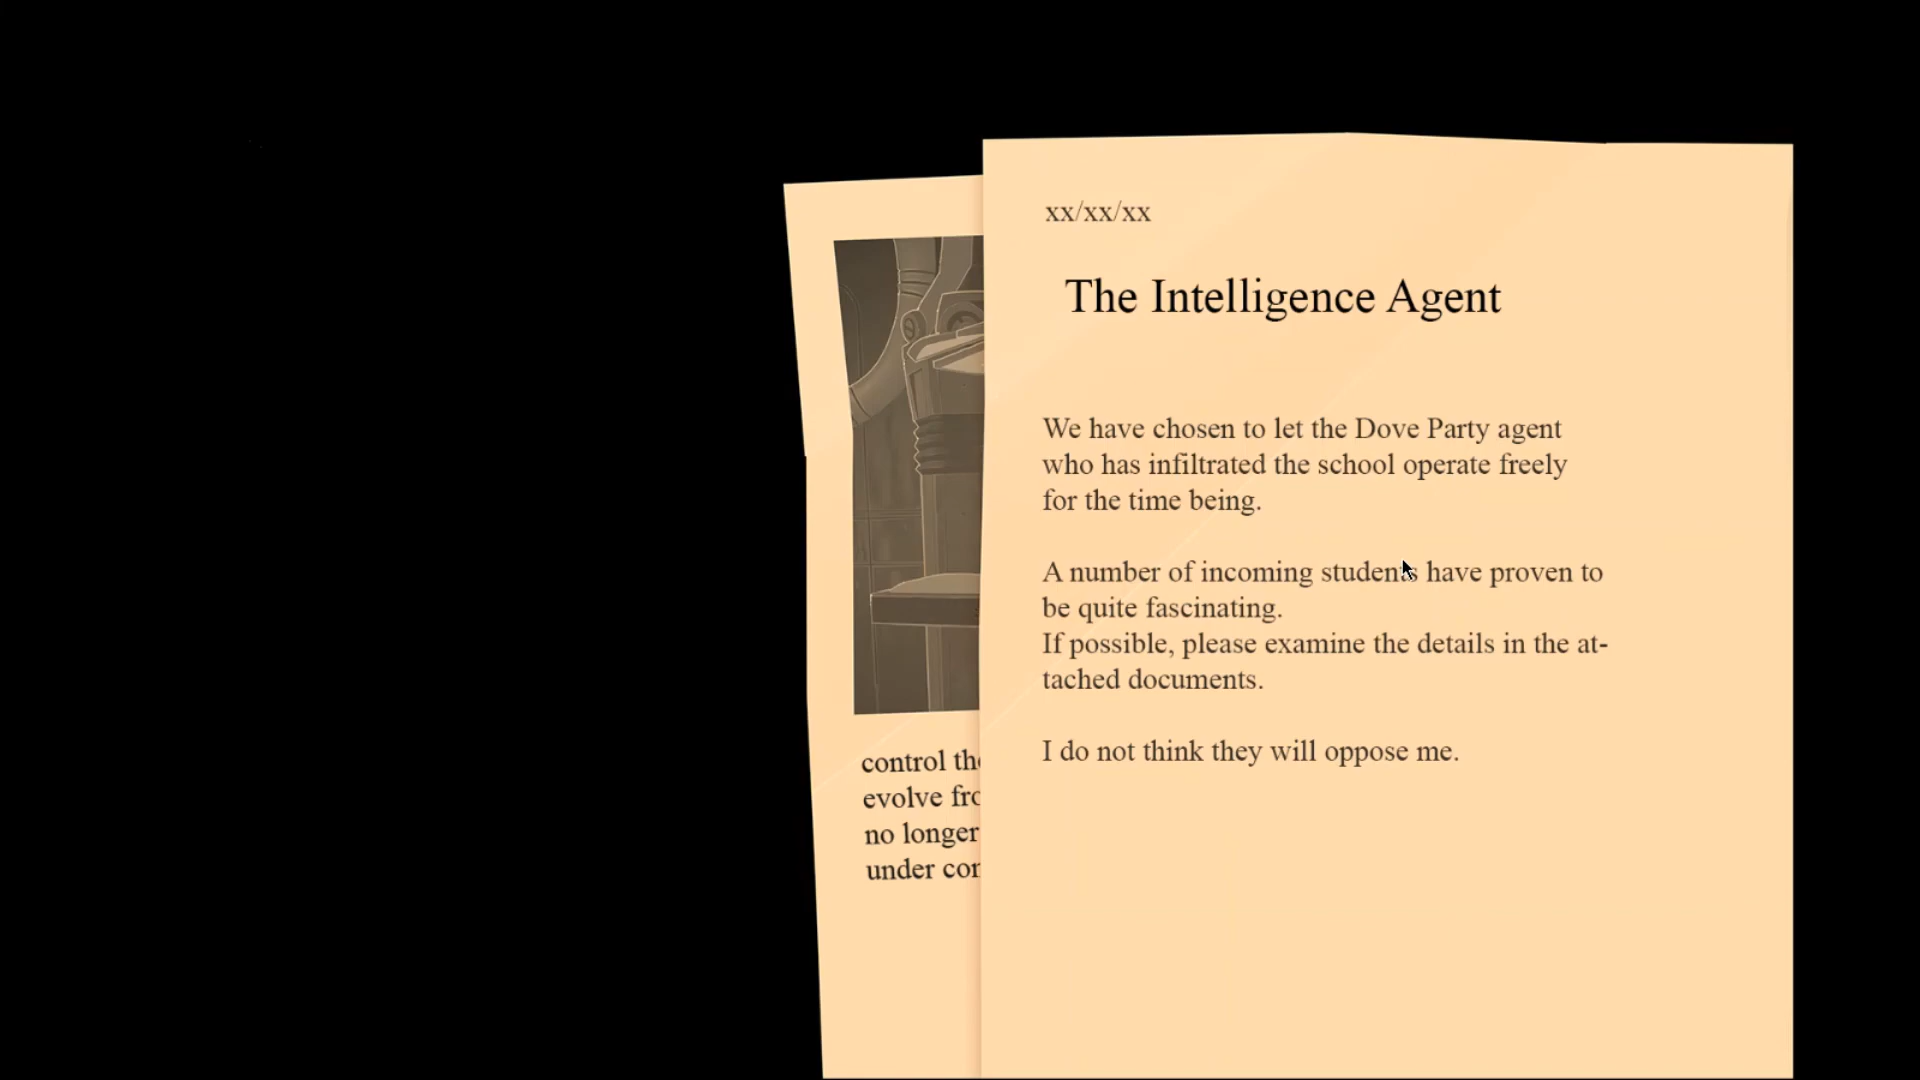 xx/xx/xx
The Intelligence Agent
We have chosen to let the Dove Party agent
who has infiltrated the school operate freely
for the time being.
A number of incoming students have proven to
be quite fascinating.
If possible, please examine the details in the at-
tached documents.
I do not think they will oppose me.
control
evolve
no longer
under